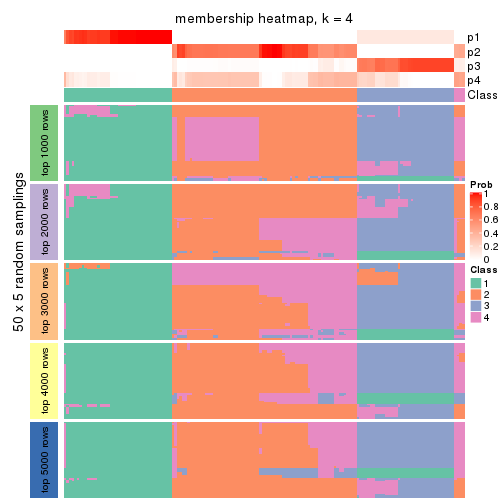 membership heatmap, k = 4
p1
p2
p3
p4
Class
50 x 5 random samplings
top 1000 rows
top 2000 rows
top 3000 rows
top 4000 rows
top 5000 rows
Prob
1
0.8
0.6
0.4
0.2
0
Class
1
2
3
4